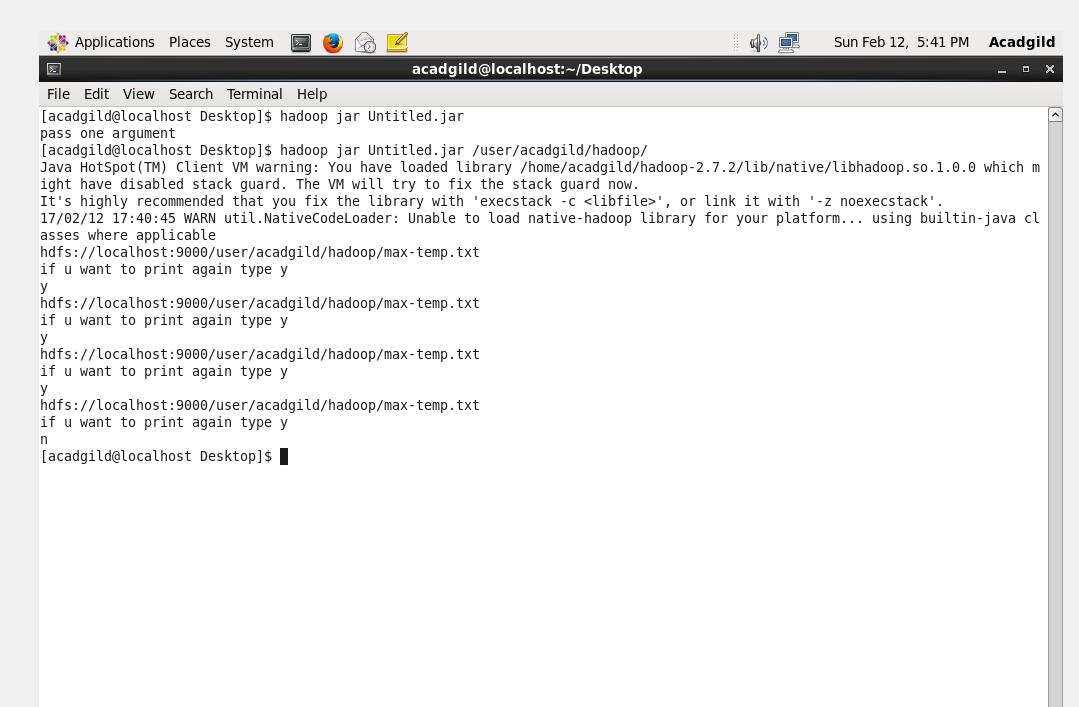 Applications Places System Sun Feb 12, 5:41 PM Acadgild
acadgild@localhost:~/Desktop
File Edit View Search Terminal Help
[acadgild@localhost Desktop]$ hadoop jar Untitled.jar
pass one argument
[acadgild@localhost Desktop]$ hadoop jar Untitled.jar /user/acadgild/hadoop/
Java HotSpot(TM) Client VM warning: You have loaded library /home/acadgild/hadoop-2.7.2/lib/native/libhadoop.so.1.0.0 which m
ight have disabled stack guard. The VM will try to fix the stack guard now.
It's highly recommended that you fix the library with 'execstack -c <libfile>', or link it with '-z noexecstack'.
17/02/12 17:40:45 WARN util.NativeCodeLoader: Unable to load native-hadoop library for your platform... using builtin-java cl
asses where applicable
hdfs://localhost:9000/user/acadgild/hadoop/max-temp.txt
if u want to print again type y
y
hdfs://localhost:9000/user/acadgild/hadoop/max-temp.txt
if u want to print again type y
y
hdfs://localhost:9000/user/acadgild/hadoop/max-temp.txt
if u want to print again type y
y
hdfs://localhost:9000/user/acadgild/hadoop/max-temp.txt
if u want to print again type y
n
[acadgild@localhost Desktop]$